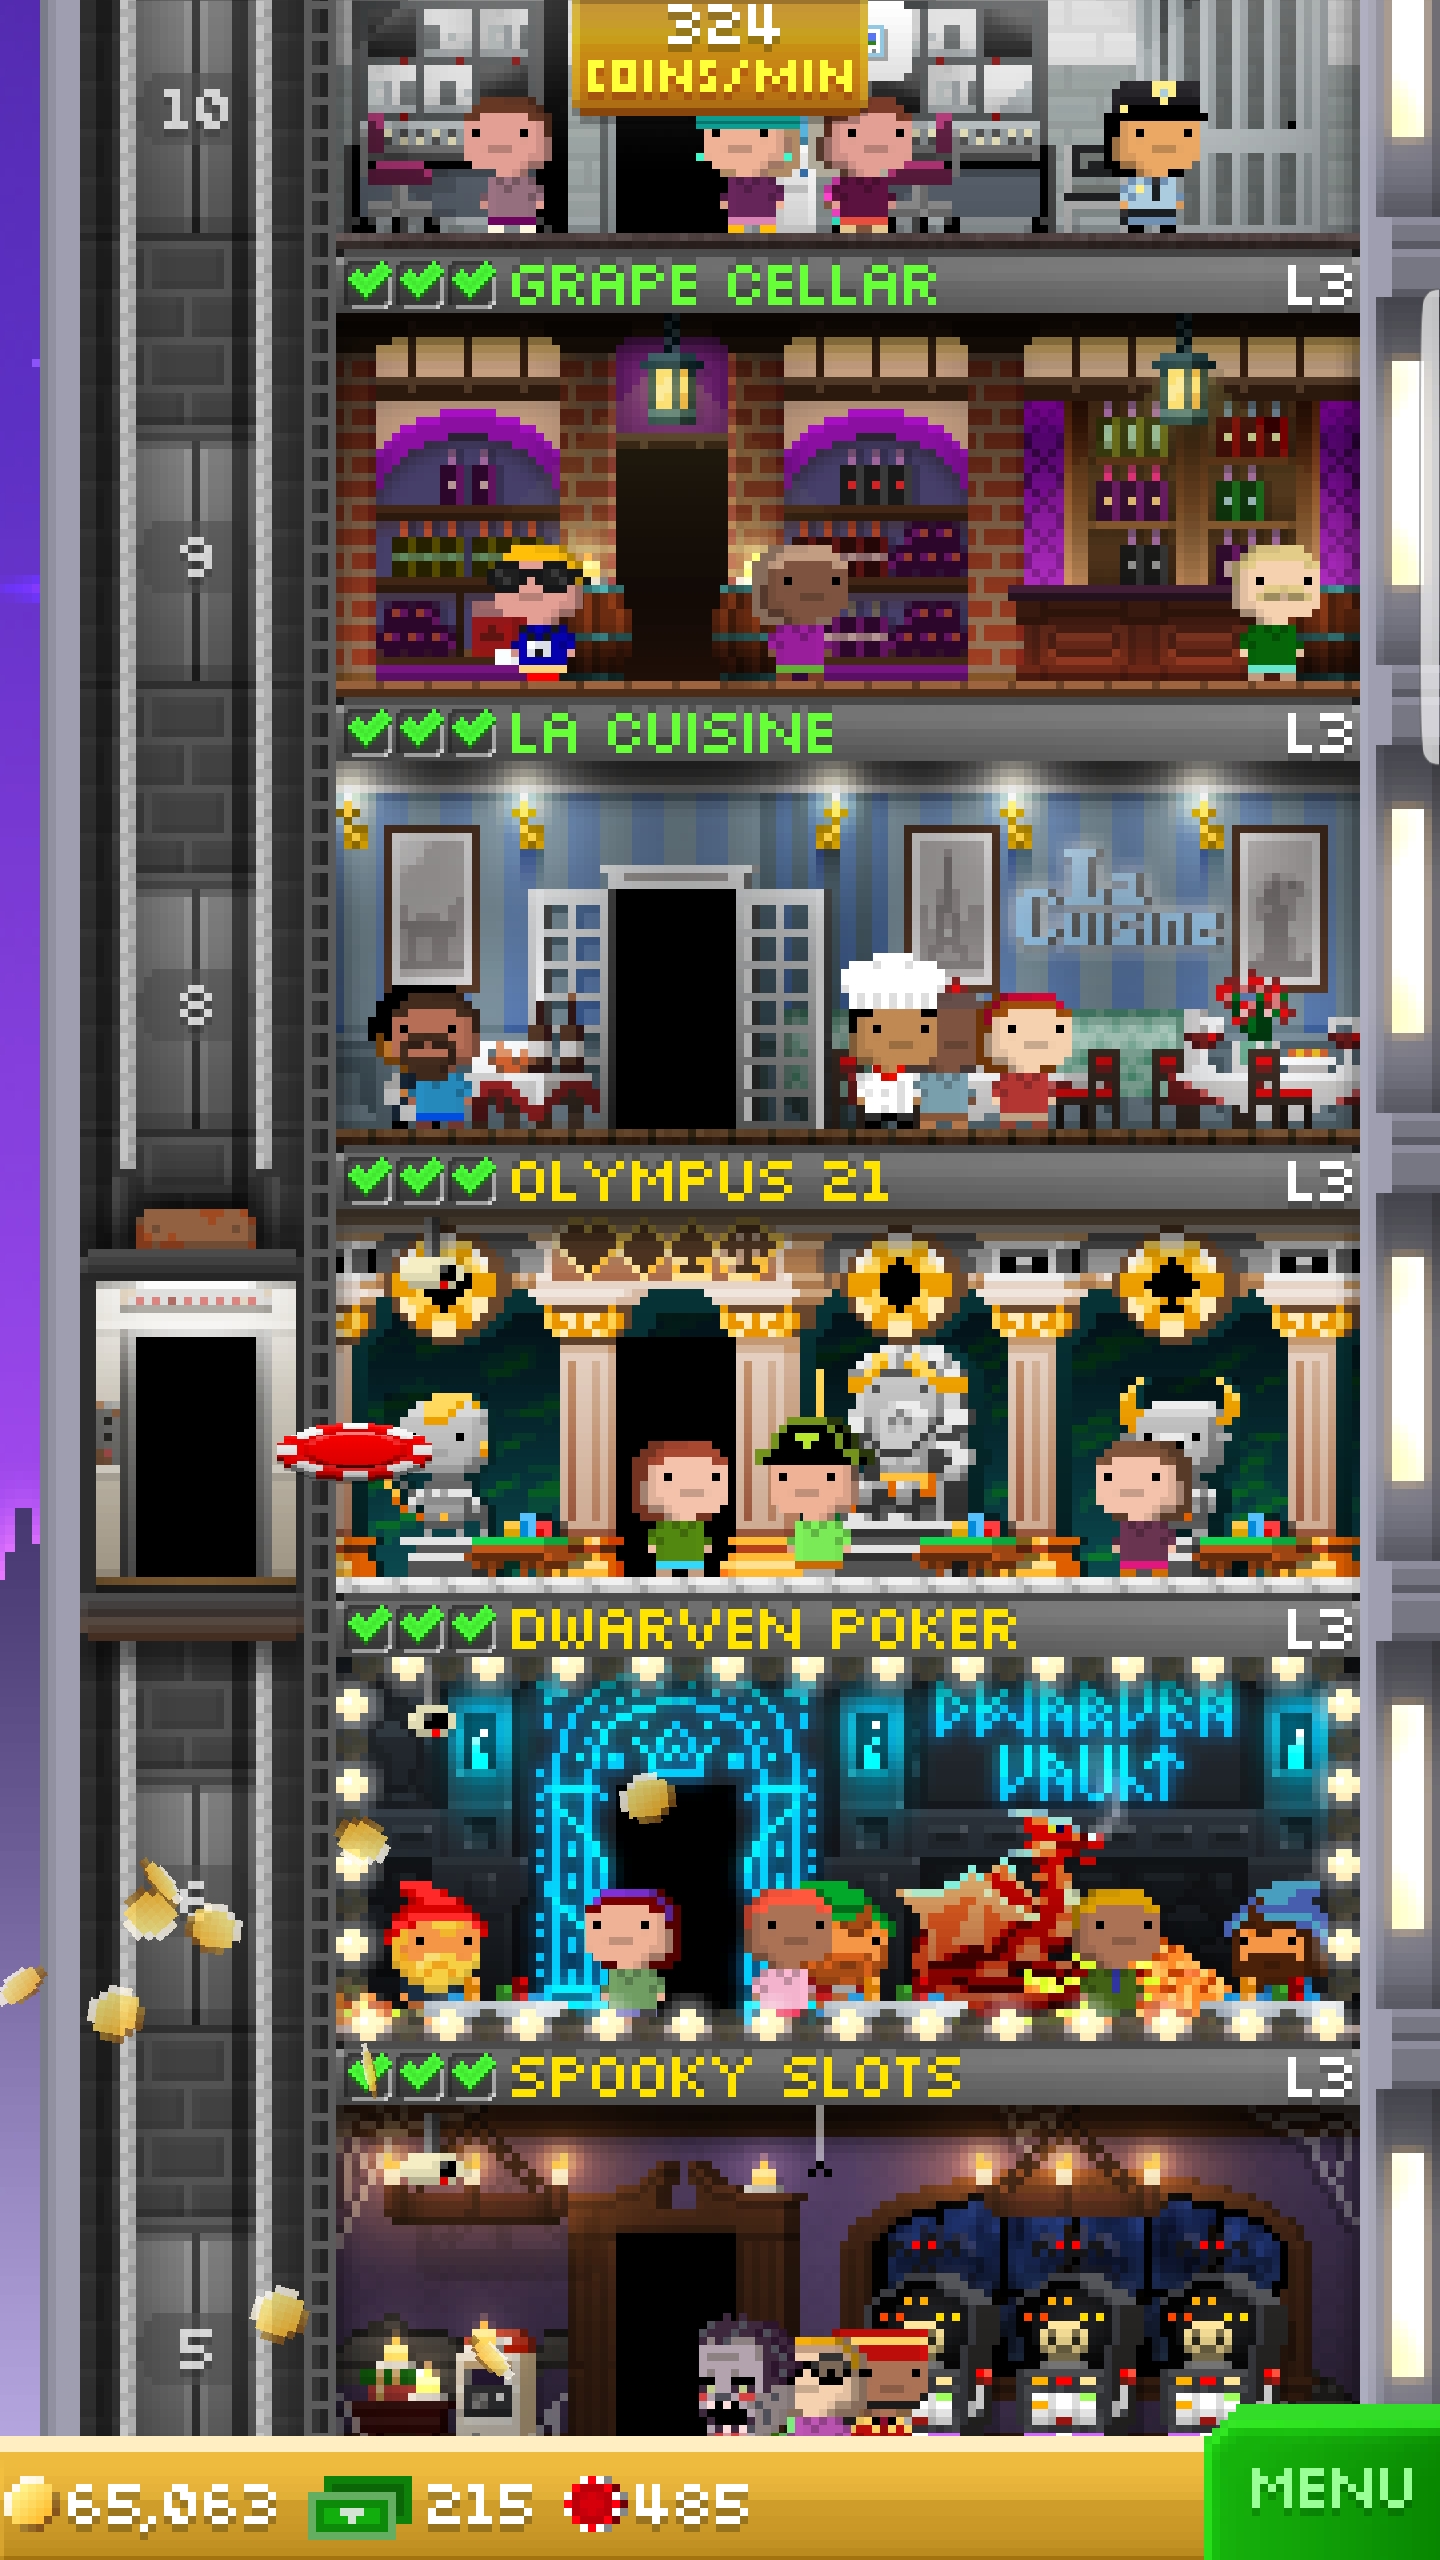 324
COINS/MIN
10
GRAPE CELLAR L3
9
LA CUISINE L3
La
Cuisine
8
OLYMPUS 21 L3
DWARVEN POKER L3
DWARVEN
VAULT
SPOOKY SLOTS L3
5
65,063 215 485
MENU